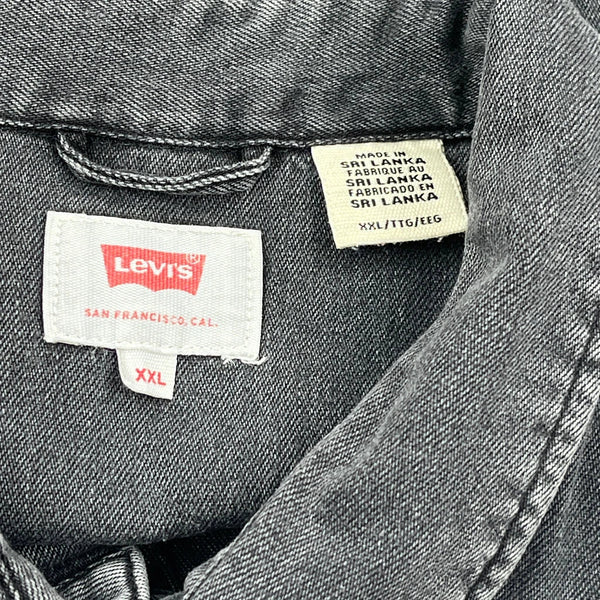 MADE IN
SRI LANKA
FABRIQUE AU
SRI LANKA
FABRICADO EN
SRI LANKA
XXL/TTG/EEG
Levi's®
SAN FRANCISCO, CAL.
XXL